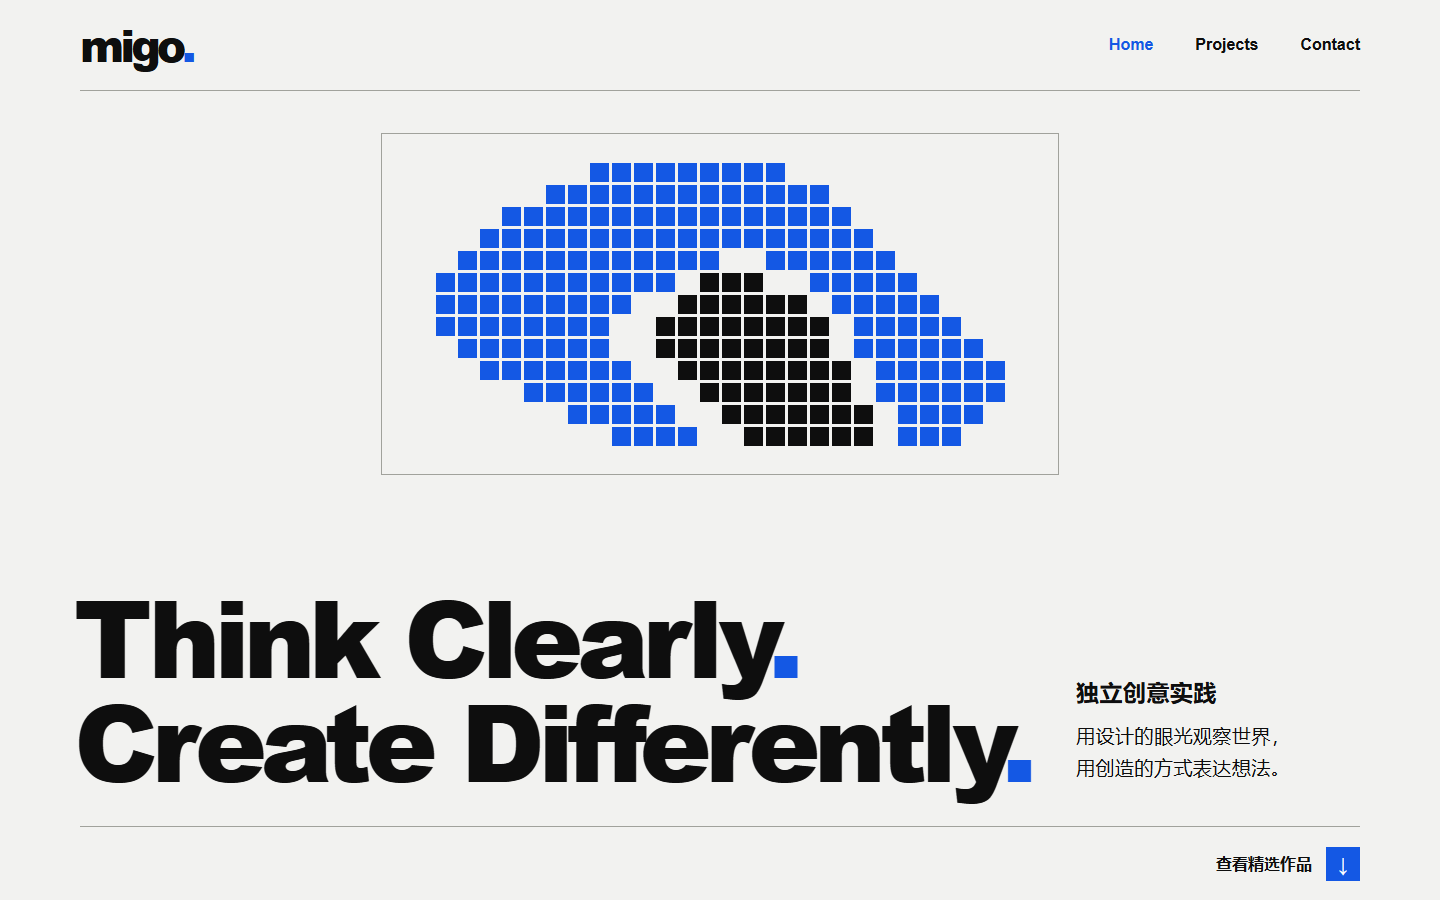 migo.
Home
Projects
Contact
Think Clearly.
Create Differently.
独立创意实践
用设计的眼光观察世界，
用创造的方式表达想法。
查看精选作品 ↓